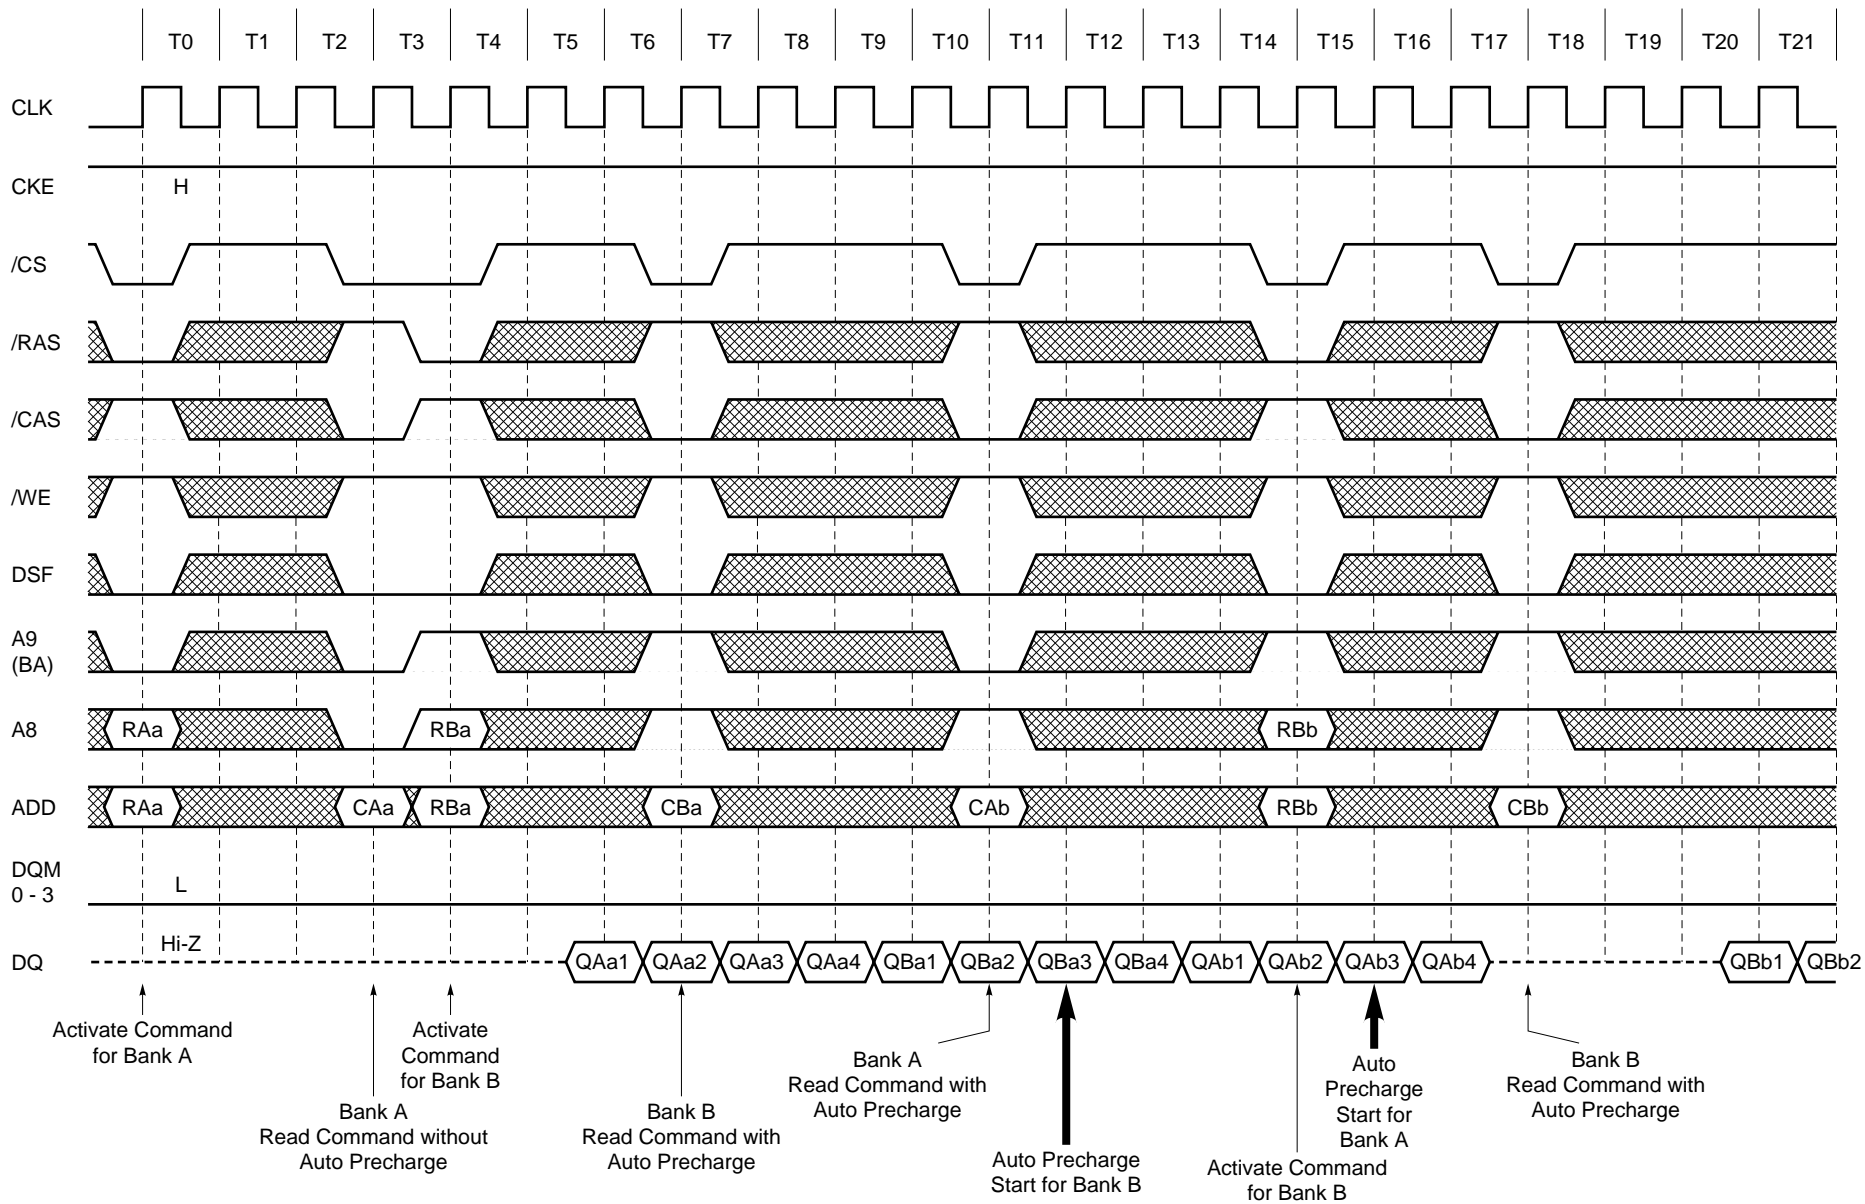 T0 T1 T2 T3 T4 T5 T6 T7 T8 T9 T10 T11 T12 T13 T14 T15 T16 T17 T18 T19 T20 T21
CLK
CKE H
/CS
/RAS
/CAS
/WE
DSF
A9
(BA)
A8 RAa RBa RBb
ADD RAa CAa RBa CBa CAb RBb CBb
DQM
0 - 3
L
Hi-Z
DQ QAa1 QAa2 QAa3 QAa4 QBa1 QBa2 QBa3 QBa4 QAb1 QAb2 QAb3 QAb4 QBb1 QBb2
Activate Command
for Bank A
Bank A
Read Command without
Auto Precharge
Activate
Command
for Bank B
Bank B
Read Command with
Auto Precharge
Bank A
Read Command with
Auto Precharge
Auto Precharge
Start for Bank B
Activate Command
for Bank B
Auto
Precharge
Start for
Bank A
Bank B
Read Command with
Auto Precharge